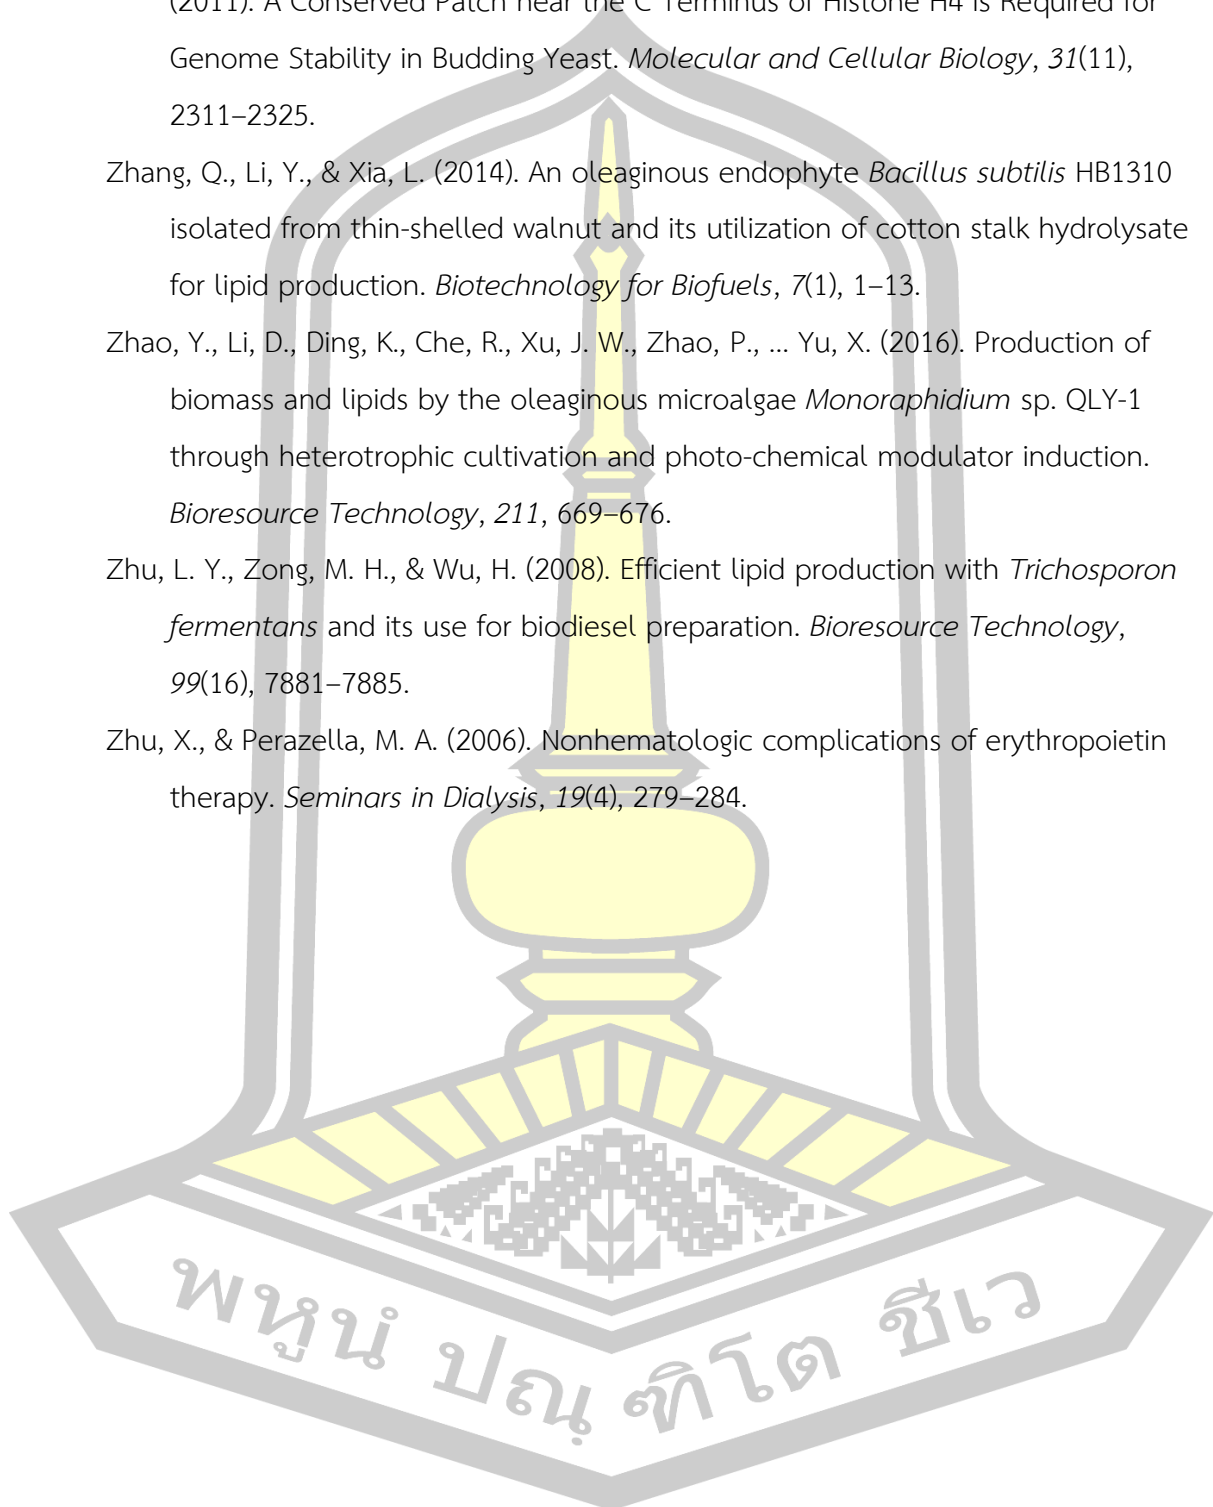 (2011). A Conserved Patch near the C Terminus of Histone H4 Is Required for
Genome Stability in Budding Yeast. Molecular and Cellular Biology, 31(11),
2311–2325.
Zhang, Q., Li, Y., & Xia, L. (2014). An oleaginous endophyte Bacillus subtilis HB1310
isolated from thin-shelled walnut and its utilization of cotton stalk hydrolysate
for lipid production. Biotechnology for Biofuels, 7(1), 1–13.
Zhao, Y., Li, D., Ding, K., Che, R., Xu, J. W., Zhao, P., … Yu, X. (2016). Production of
biomass and lipids by the oleaginous microalgae Monoraphidium sp. QLY-1
through heterotrophic cultivation and photo-chemical modulator induction.
Bioresource Technology, 211, 669–676.
Zhu, L. Y., Zong, M. H., & Wu, H. (2008). Efficient lipid production with Trichosporon
fermentans and its use for biodiesel preparation. Bioresource Technology,
99(16), 7881–7885.
Zhu, X., & Perazella, M. A. (2006). Nonhematologic complications of erythropoietin
therapy. Seminars in Dialysis, 19(4), 279–284.
พหูนํ ปณฺฑิโต ชีเว